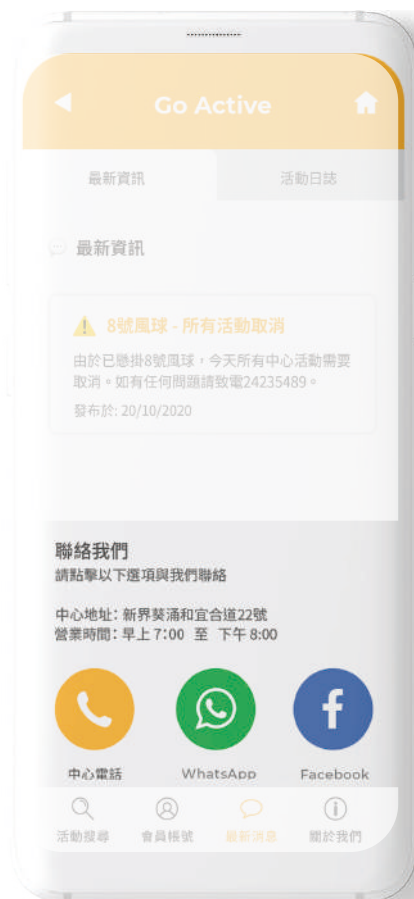 Go Active
最新資訊
活動日誌
最新資訊
8號風球 - 所有活動取消
由於已懸掛8號風球，今天所有中心活動需要
取消。如有任何問題請致電24235489。
發布於: 20/10/2020
聯絡我們
請點擊以下選項與我們聯絡
中心地址：新界葵涌和宜合道22號
營業時間：早上 7:00 至 下午 8:00
中心電話
WhatsApp
Facebook
活動搜尋
會員帳號
最新消息
關於我們